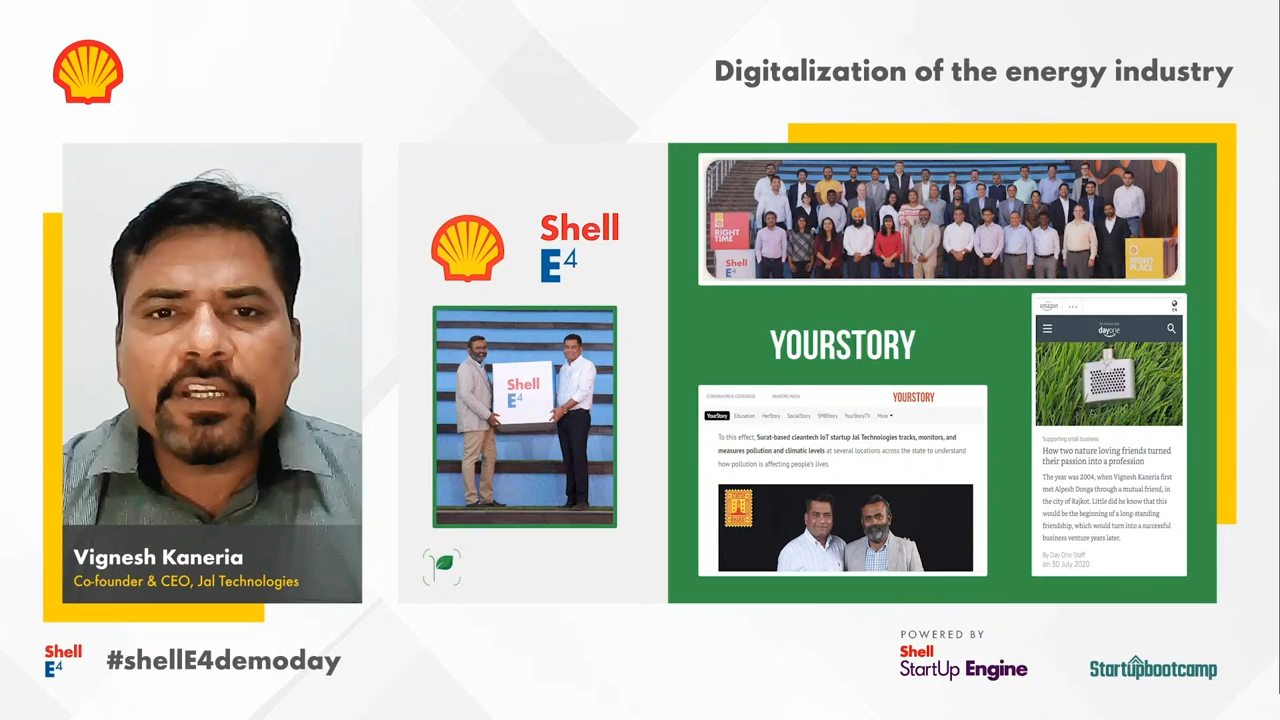 Digitalization of the energy industry
Vignesh Kaneria
Co-founder & CEO, Jal Technologies
Shell
E4
Shell
E4
RIGHT
TIME
Shell
E4
RIGHT
PLACE
YOURSTORY
CORONAVIRUS COVERAGE MAKERS INDIA YOURSTORY
YourStory Education HerStory SocialStory SMBStory YourStoryTV More
To this effect, Surat-based cleantech IoT startup Jal Technologies tracks, monitors, and
measures pollution and climatic levels at several locations across the state to understand
how pollution is affecting people's lives.
amazon
EN
dayone
Supporting small business
How two nature loving friends turned
their passion into a profession
The year was 2004, when Vignesh Kaneria first
met Alpesh Donga through a mutual friend, in
the city of Rajkot. Little did he know that this
would be the beginning of a long-standing
friendship, which would turn into a successful
business venture years later.
By Day One Staff
on 30 July 2020
Shell
E4
#shellE4demoday
POWERED BY
Shell
StartUp Engine
Startupbootcamp